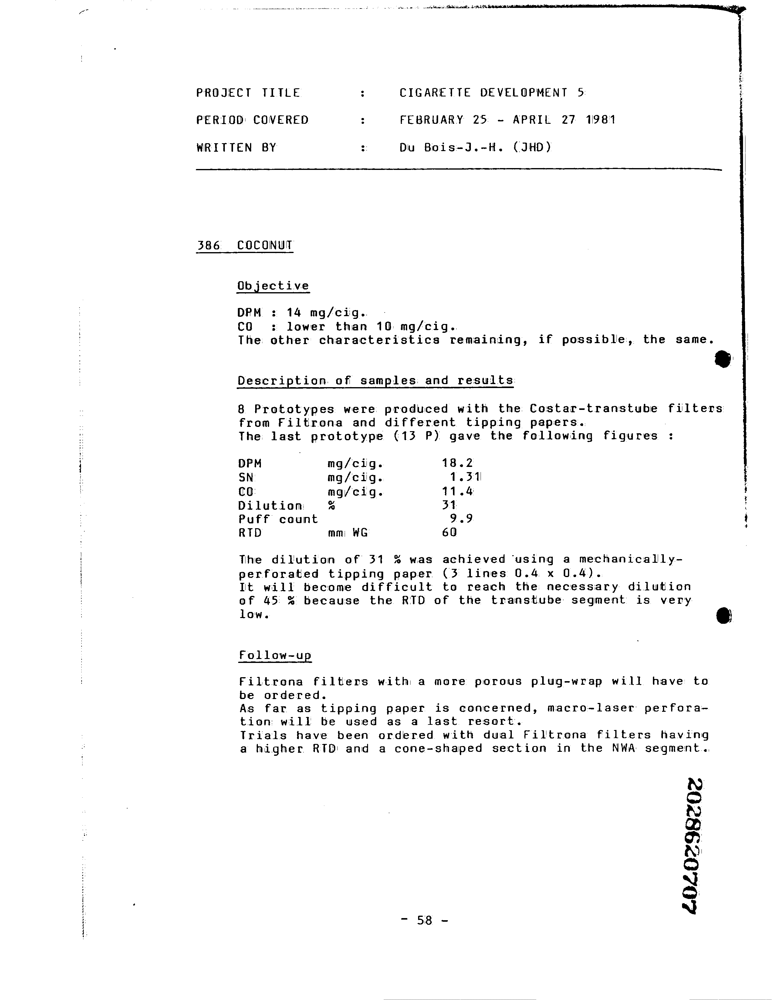 PROJECT TITLE : CIGARETTE DEVELOPMENT 5
PERIOD COVERED : FEBRUARY 25 - APRIL 27 1981
WRITTEN BY : Du Bois-J.-H. (JHD)
386 COCONUT
Objective
DPM : 14 mg/cig.
CO : lower than 10 mg/cig.
The other characteristics remaining, if possible, the same.
Description of samples and results
8 Prototypes were produced with the Costar-transtube filters
from Filtrona and different tipping papers.
The last prototype (13 P) gave the following figures :
DPM mg/cig. 18.2
SN mg/cig. 1.31
CO mg/cig. 11.4
Dilution % 31
Puff count 9.9
RTD mm WG 60
The dilution of 31 % was achieved using a mechanically-
perforated tipping paper (3 lines 0.4 x 0.4).
It will become difficult to reach the necessary dilution
of 45 % because the RTD of the transtube segment is very
low.
Follow-up
Filtrona filters with a more porous plug-wrap will have to
be ordered.
As far as tipping paper is concerned, macro-laser perfora-
tion will be used as a last resort.
Trials have been ordered with dual Filtrona filters having
a higher RTD and a cone-shaped section in the NWA segment.
2028620707
- 58 -